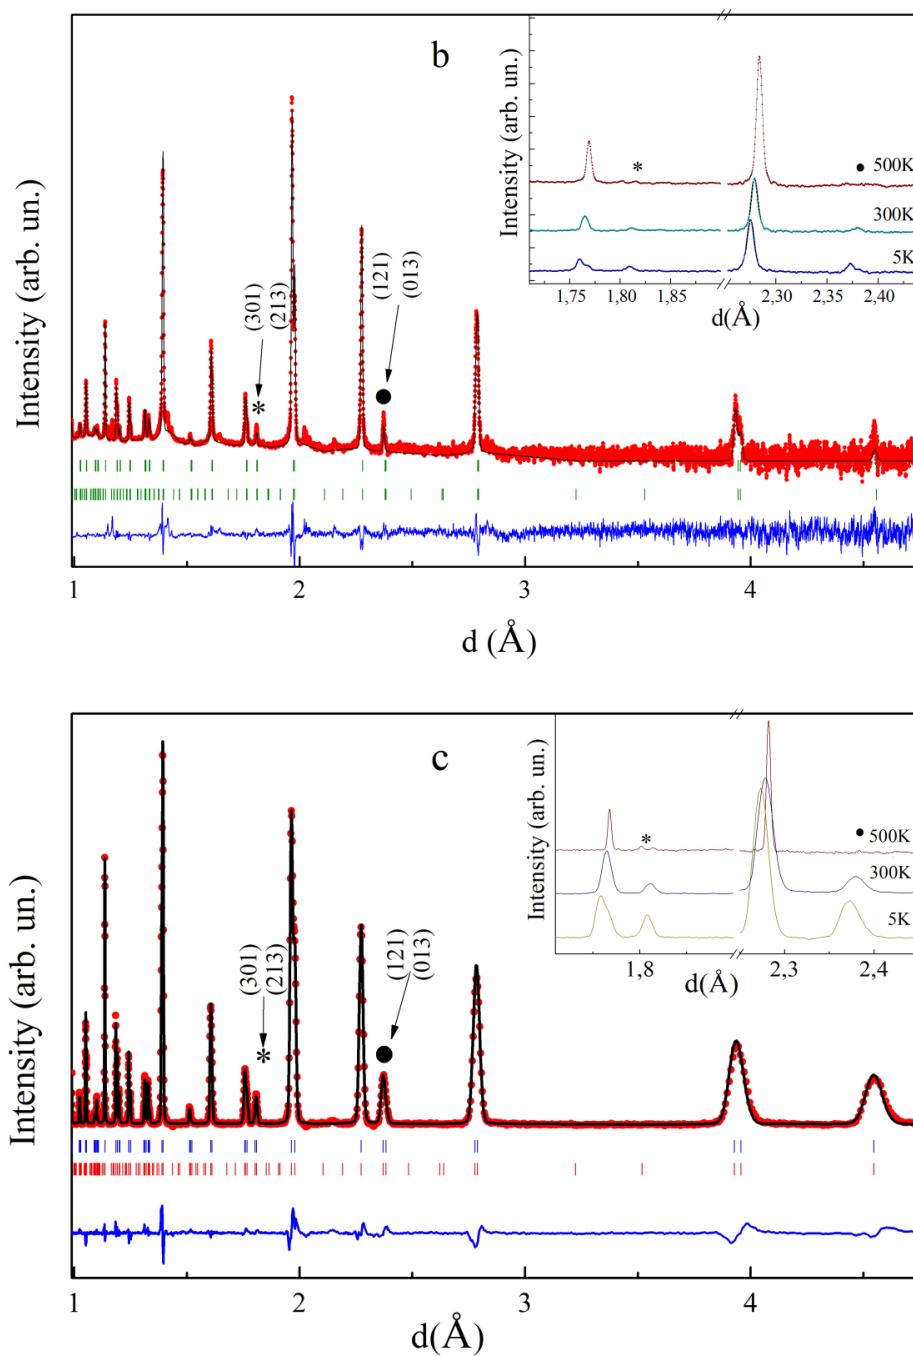 b
Intensity (arb. un.)
(301)
(213)
*
(121)
(013)
●
1
2
3
4
d (Å)
Intensity (arb. un.)
*
● 500K
300K
5K
1,75
1,80
1,85
2,30
2,35
2,40
d(Å)
c
Intensity (arb. un.)
(301)
(213)
*
(121)
(013)
●
1
2
3
4
d(Å)
Intensity (arb. un.)
*
● 500K
300K
5K
1,8
2,3
2,4
d(Å)